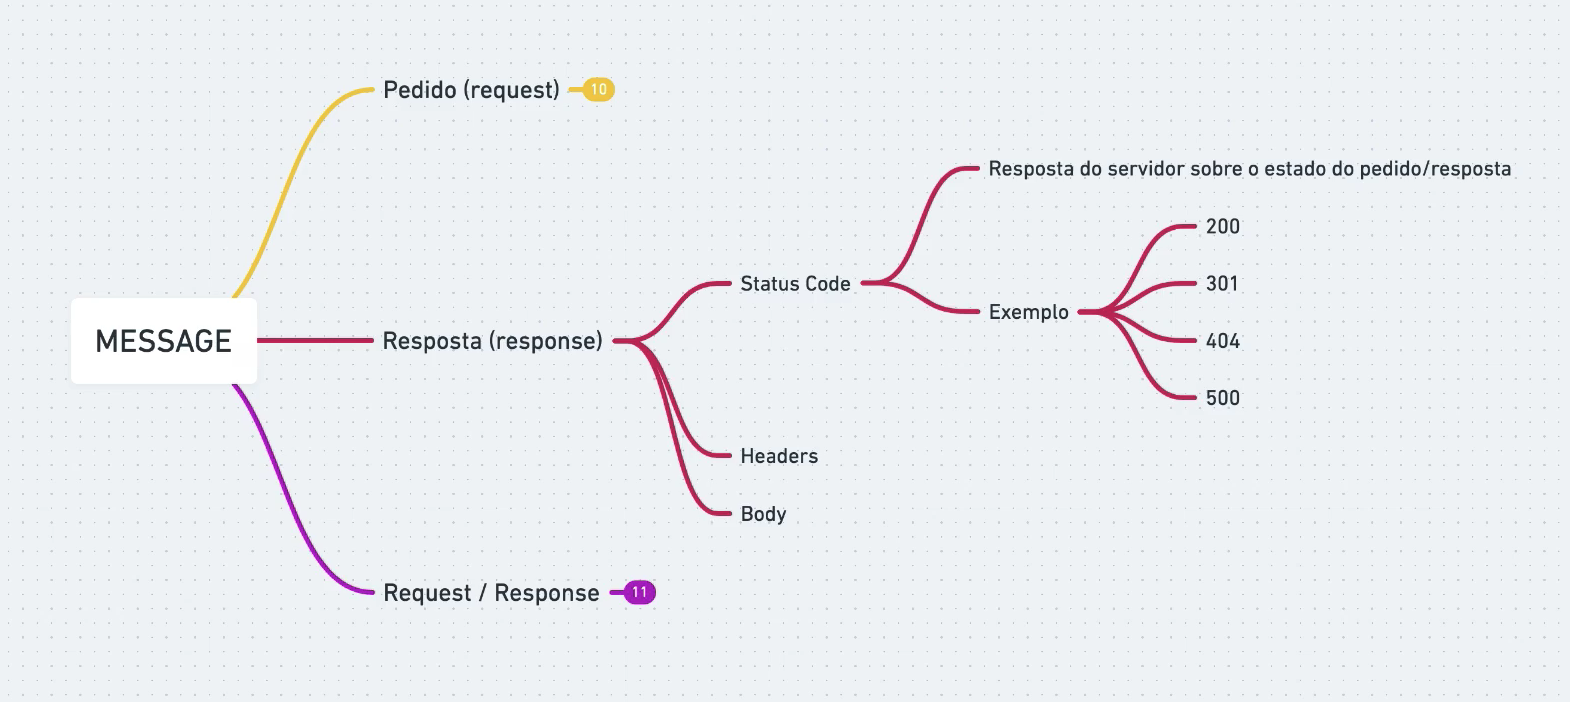 MESSAGE
Pedido (request)
10
Resposta (response)
Status Code
Resposta do servidor sobre o estado do pedido/resposta
Exemplo
200
301
404
500
Headers
Body
Request / Response
11